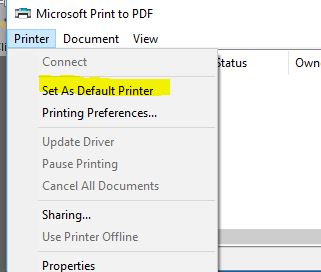 Microsoft Print to PDF
Printer Document View
Connect
Status
Set As Default Printer
Printing Preferences...
Update Driver
Pause Printing
Cancel All Documents
Sharing...
Use Printer Offline
Properties